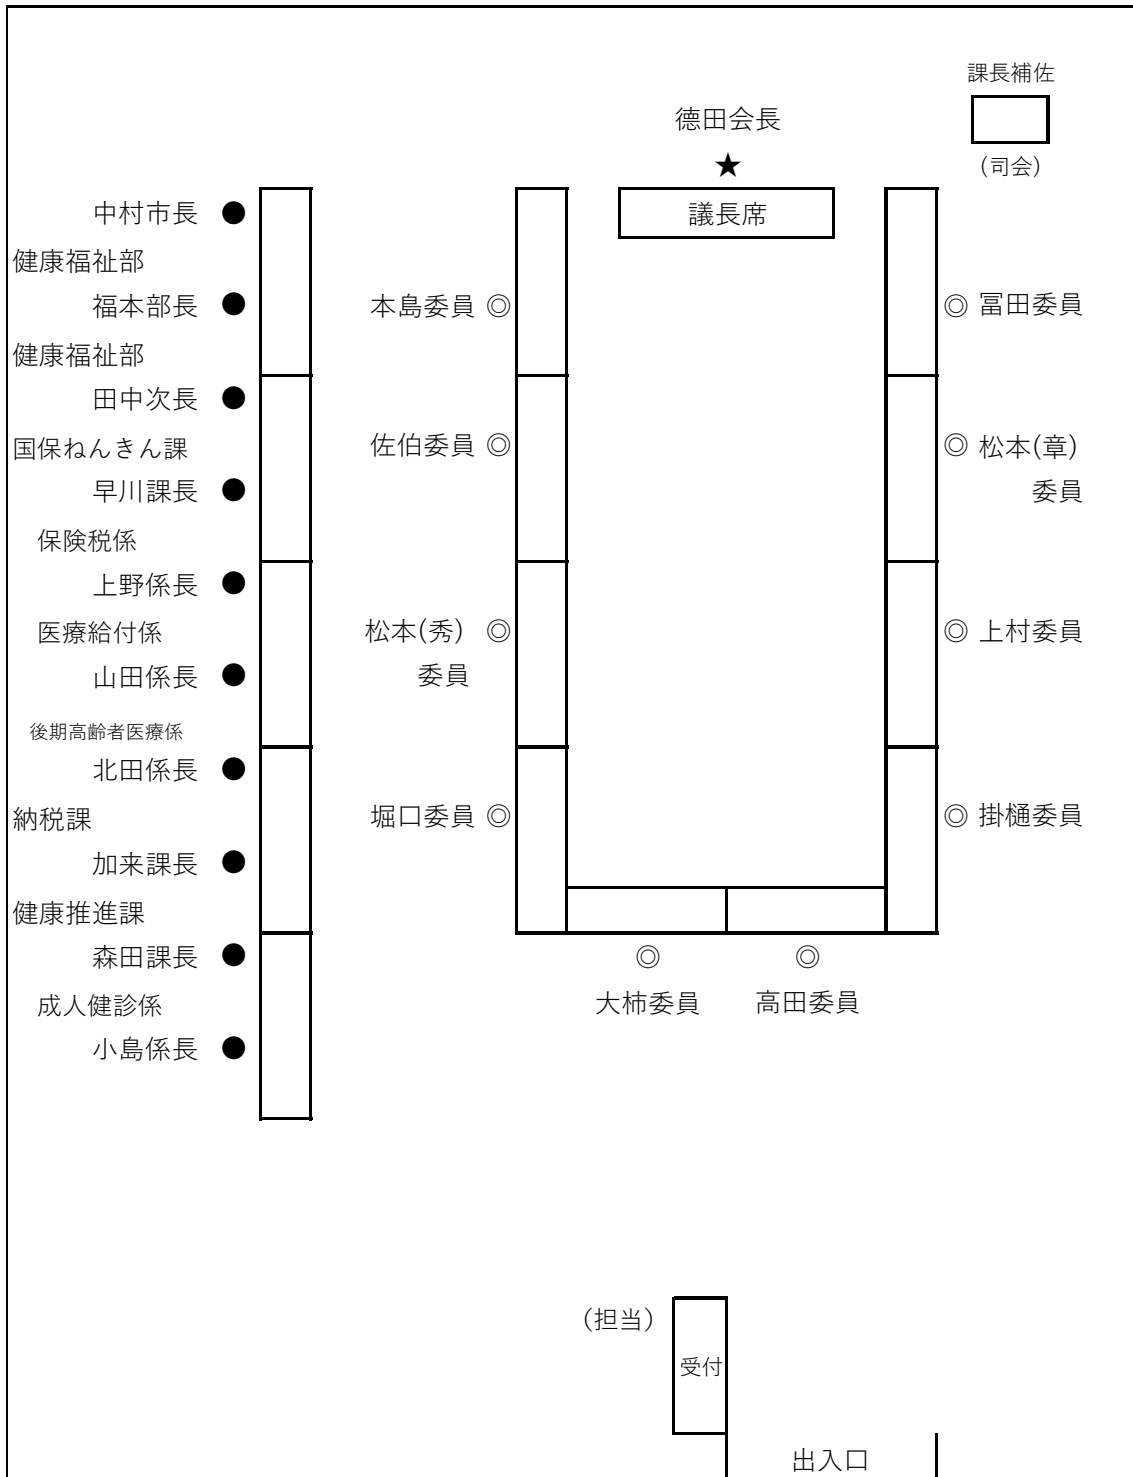 課長補佐
(司会)
德田会長
★
議長席
中村市長 ●
健康福祉部
福本部長 ●
健康福祉部
田中次長 ●
国保ねんきん課
早川課長 ●
保険税係
上野係長 ●
医療給付係
山田係長 ●
後期高齢者医療係
北田係長 ●
納税課
加来課長 ●
健康推進課
森田課長 ●
成人健診係
小島係長 ●
本島委員 ◎
佐伯委員 ◎
松本(秀) ◎
委員
堀口委員 ◎
◎ 冨田委員
◎ 松本(章)
委員
◎ 上村委員
◎ 掛樋委員
◎ ◎
大柿委員 高田委員
(担当)
受付
出入口